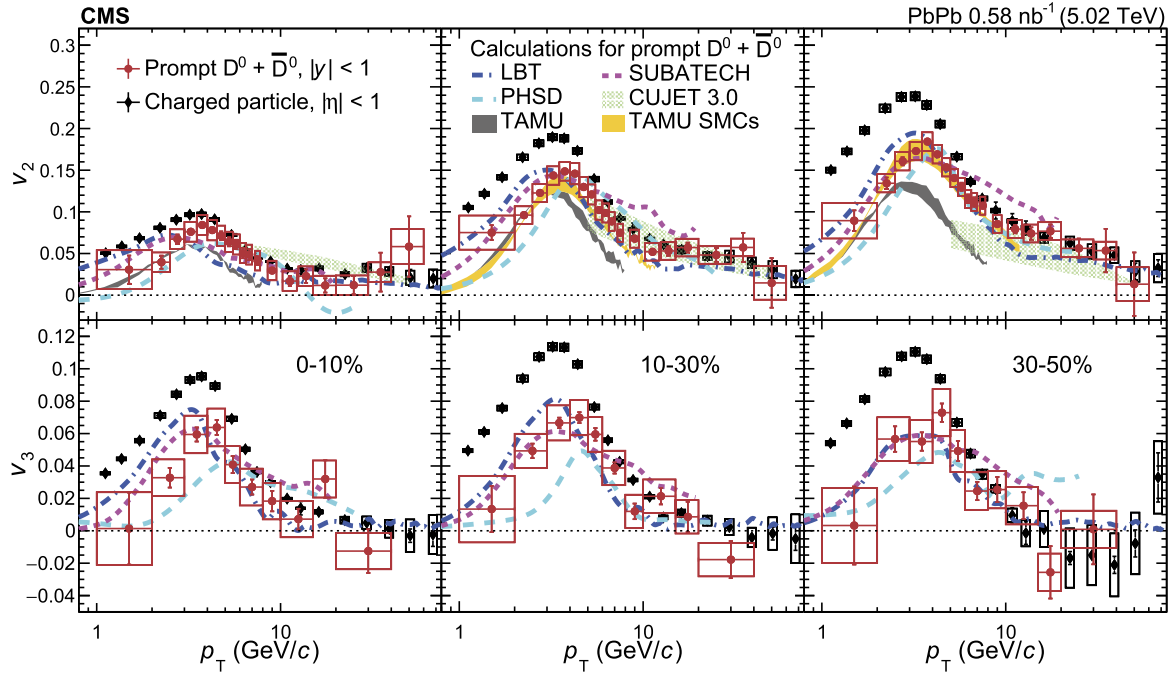 CMS PbPb 0.58 nb⁻¹ (5.02 TeV)
Prompt D⁰ + D̅⁰, |y| < 1
Charged particle, |η| < 1
Calculations for prompt D⁰ + D̅⁰
LBT SUBATECH
PHSD CUJET 3.0
TAMU TAMU SMCs
v₂
0.3
0.25
0.2
0.15
0.1
0.05
0
0-10% 10-30% 30-50%
v₃
0.12
0.1
0.08
0.06
0.04
0.02
0
−0.02
−0.04
1 10 1 10 1 10
p_T (GeV/c) p_T (GeV/c) p_T (GeV/c)